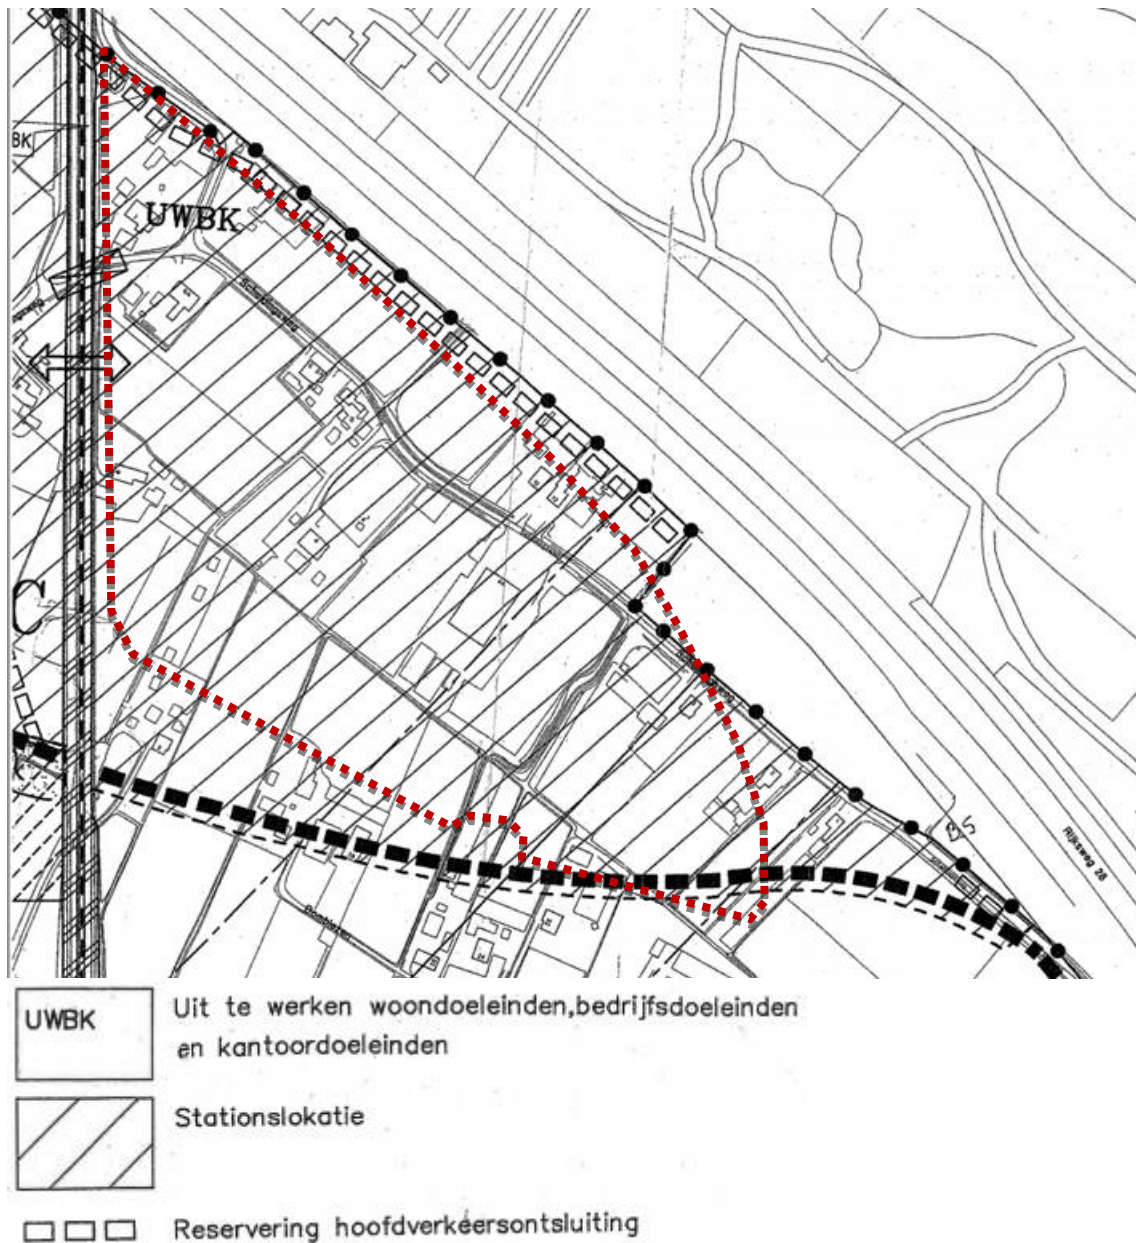 BK
UWBK
C
Rijksweg 28
UWBK
Uit te werken woondoeleinden,bedrijfsdoeleinden
en kantoordoeleinden
Stationslokatie
Reservering hoofdverkeersontsluiting